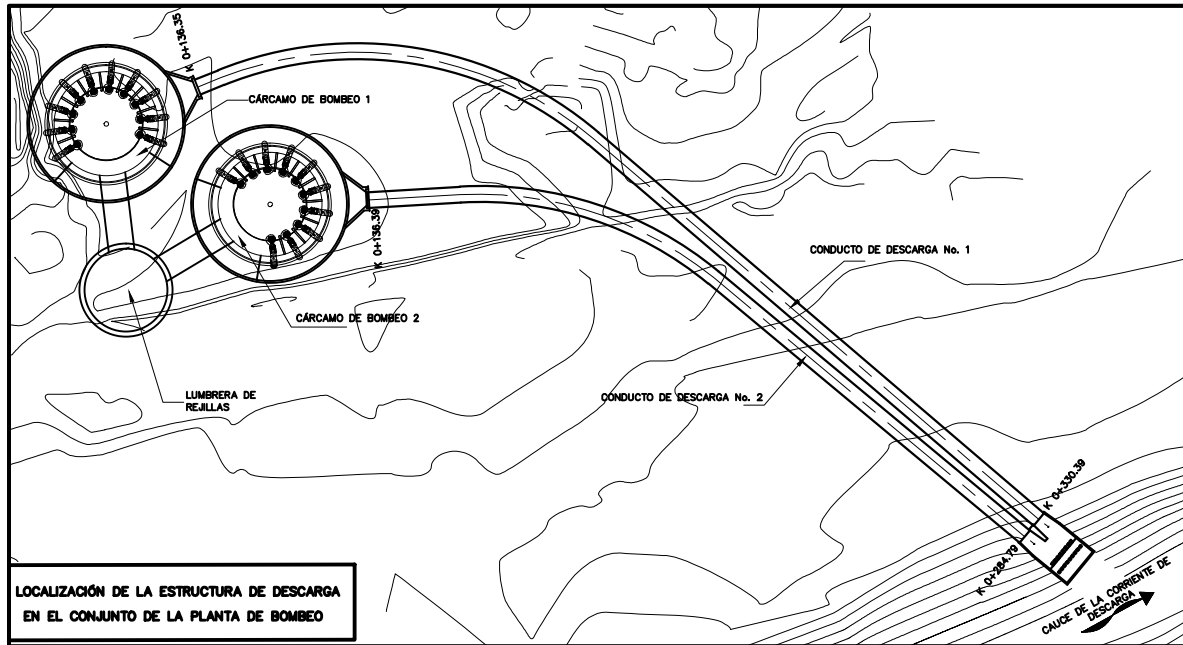 K 0+136.35
CÁRCAMO DE BOMBEO 1
K 0+136.39
CÁRCAMO DE BOMBEO 2
LUMBRERA DE
REJILLAS
CONDUCTO DE DESCARGA No. 1
CONDUCTO DE DESCARGA No. 2
K 0+330.39
K 0+284.79
CAUCE DE LA CORRIENTE DE
DESCARGA
LOCALIZACIÓN DE LA ESTRUCTURA DE DESCARGA
EN EL CONJUNTO DE LA PLANTA DE BOMBEO